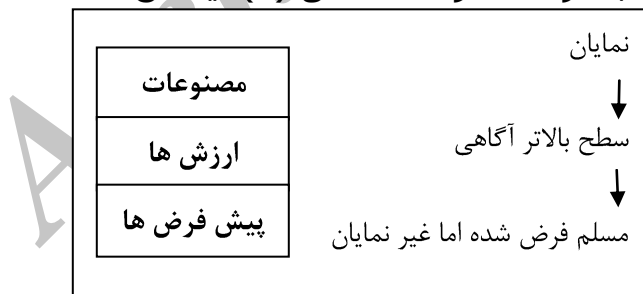 نمایان
مصنوعات
سطح بالاتر آگاهی
ارزش ها
پیش فرض ها
مسلم فرض شده اما غیر نمایان